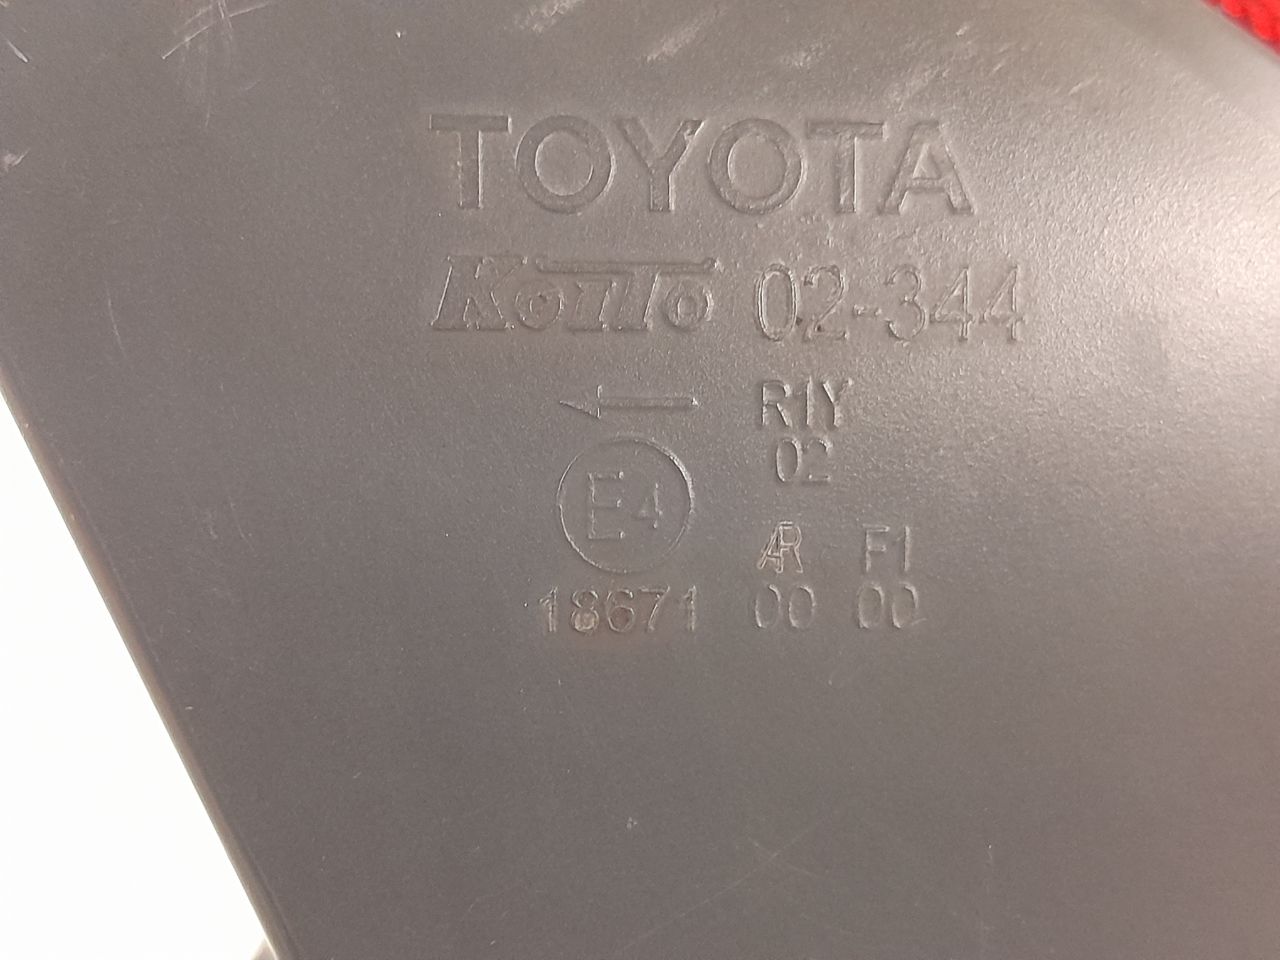 TOYOTA
KOITO 02-344
R1Y
02
E4
AR F1
18671 00 00